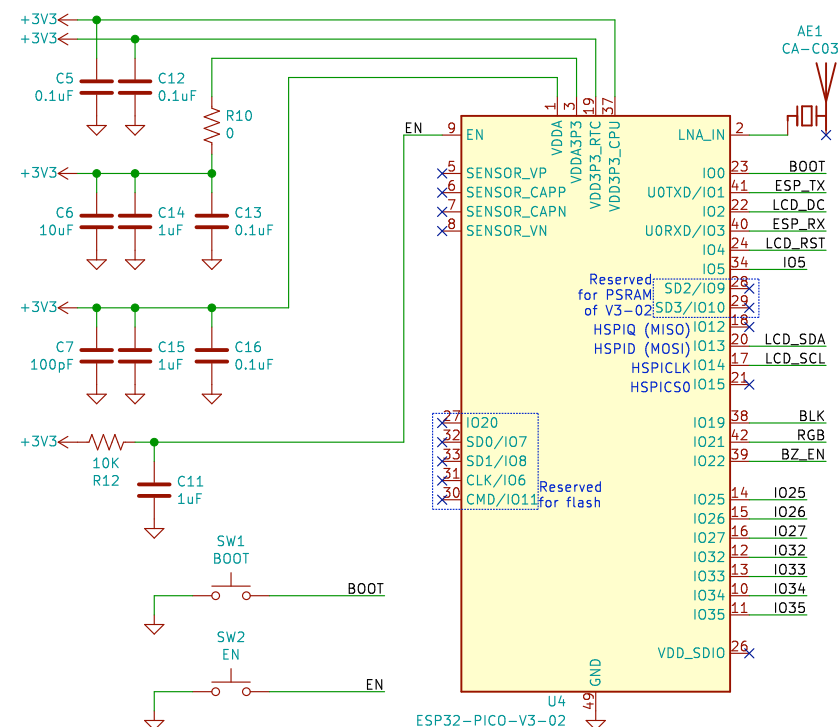 +3V3
+3V3
AE1
CA-C03
C5
0.1uF
C12
0.1uF
R10
0
1
3
19
37
EN
9
EN
VDDA
VDDA3P3
VDD3P3_RTC
VDD3P3_CPU
LNA_IN
2
+3V3
5
SENSOR_VP
6
SENSOR_CAPP
7
SENSOR_CAPN
8
SENSOR_VN
IO0
23
BOOT
U0TXD/IO1
41
ESP_TX
IO2
22
LCD_DC
U0RXD/IO3
40
ESP_RX
IO4
24
LCD_RST
IO5
34
IO5
C6
10uF
C14
1uF
C13
0.1uF
Reserved
for PSRAM
of V3-02
SD2/IO9
28
SD3/IO10
29
IO12
18
HSPIQ (MISO)
IO13
20
LCD_SDA
HSPID (MOSI)
IO14
17
LCD_SCL
HSPICLK
IO15
21
HSPICS0
+3V3
C7
100pF
C15
1uF
C16
0.1uF
27
IO20
32
SD0/IO7
33
SD1/IO8
31
CLK/IO6
30
CMD/IO11
Reserved
for flash
IO19
38
BLK
IO21
42
RGB
IO22
39
BZ_EN
+3V3
10K
R12
C11
1uF
IO25
14
IO25
IO26
15
IO26
IO27
16
IO27
IO32
12
IO32
IO33
13
IO33
IO34
10
IO34
IO35
11
IO35
SW1
BOOT
BOOT
SW2
EN
EN
VDD_SDIO
26
GND
49
U4
ESP32-PICO-V3-02